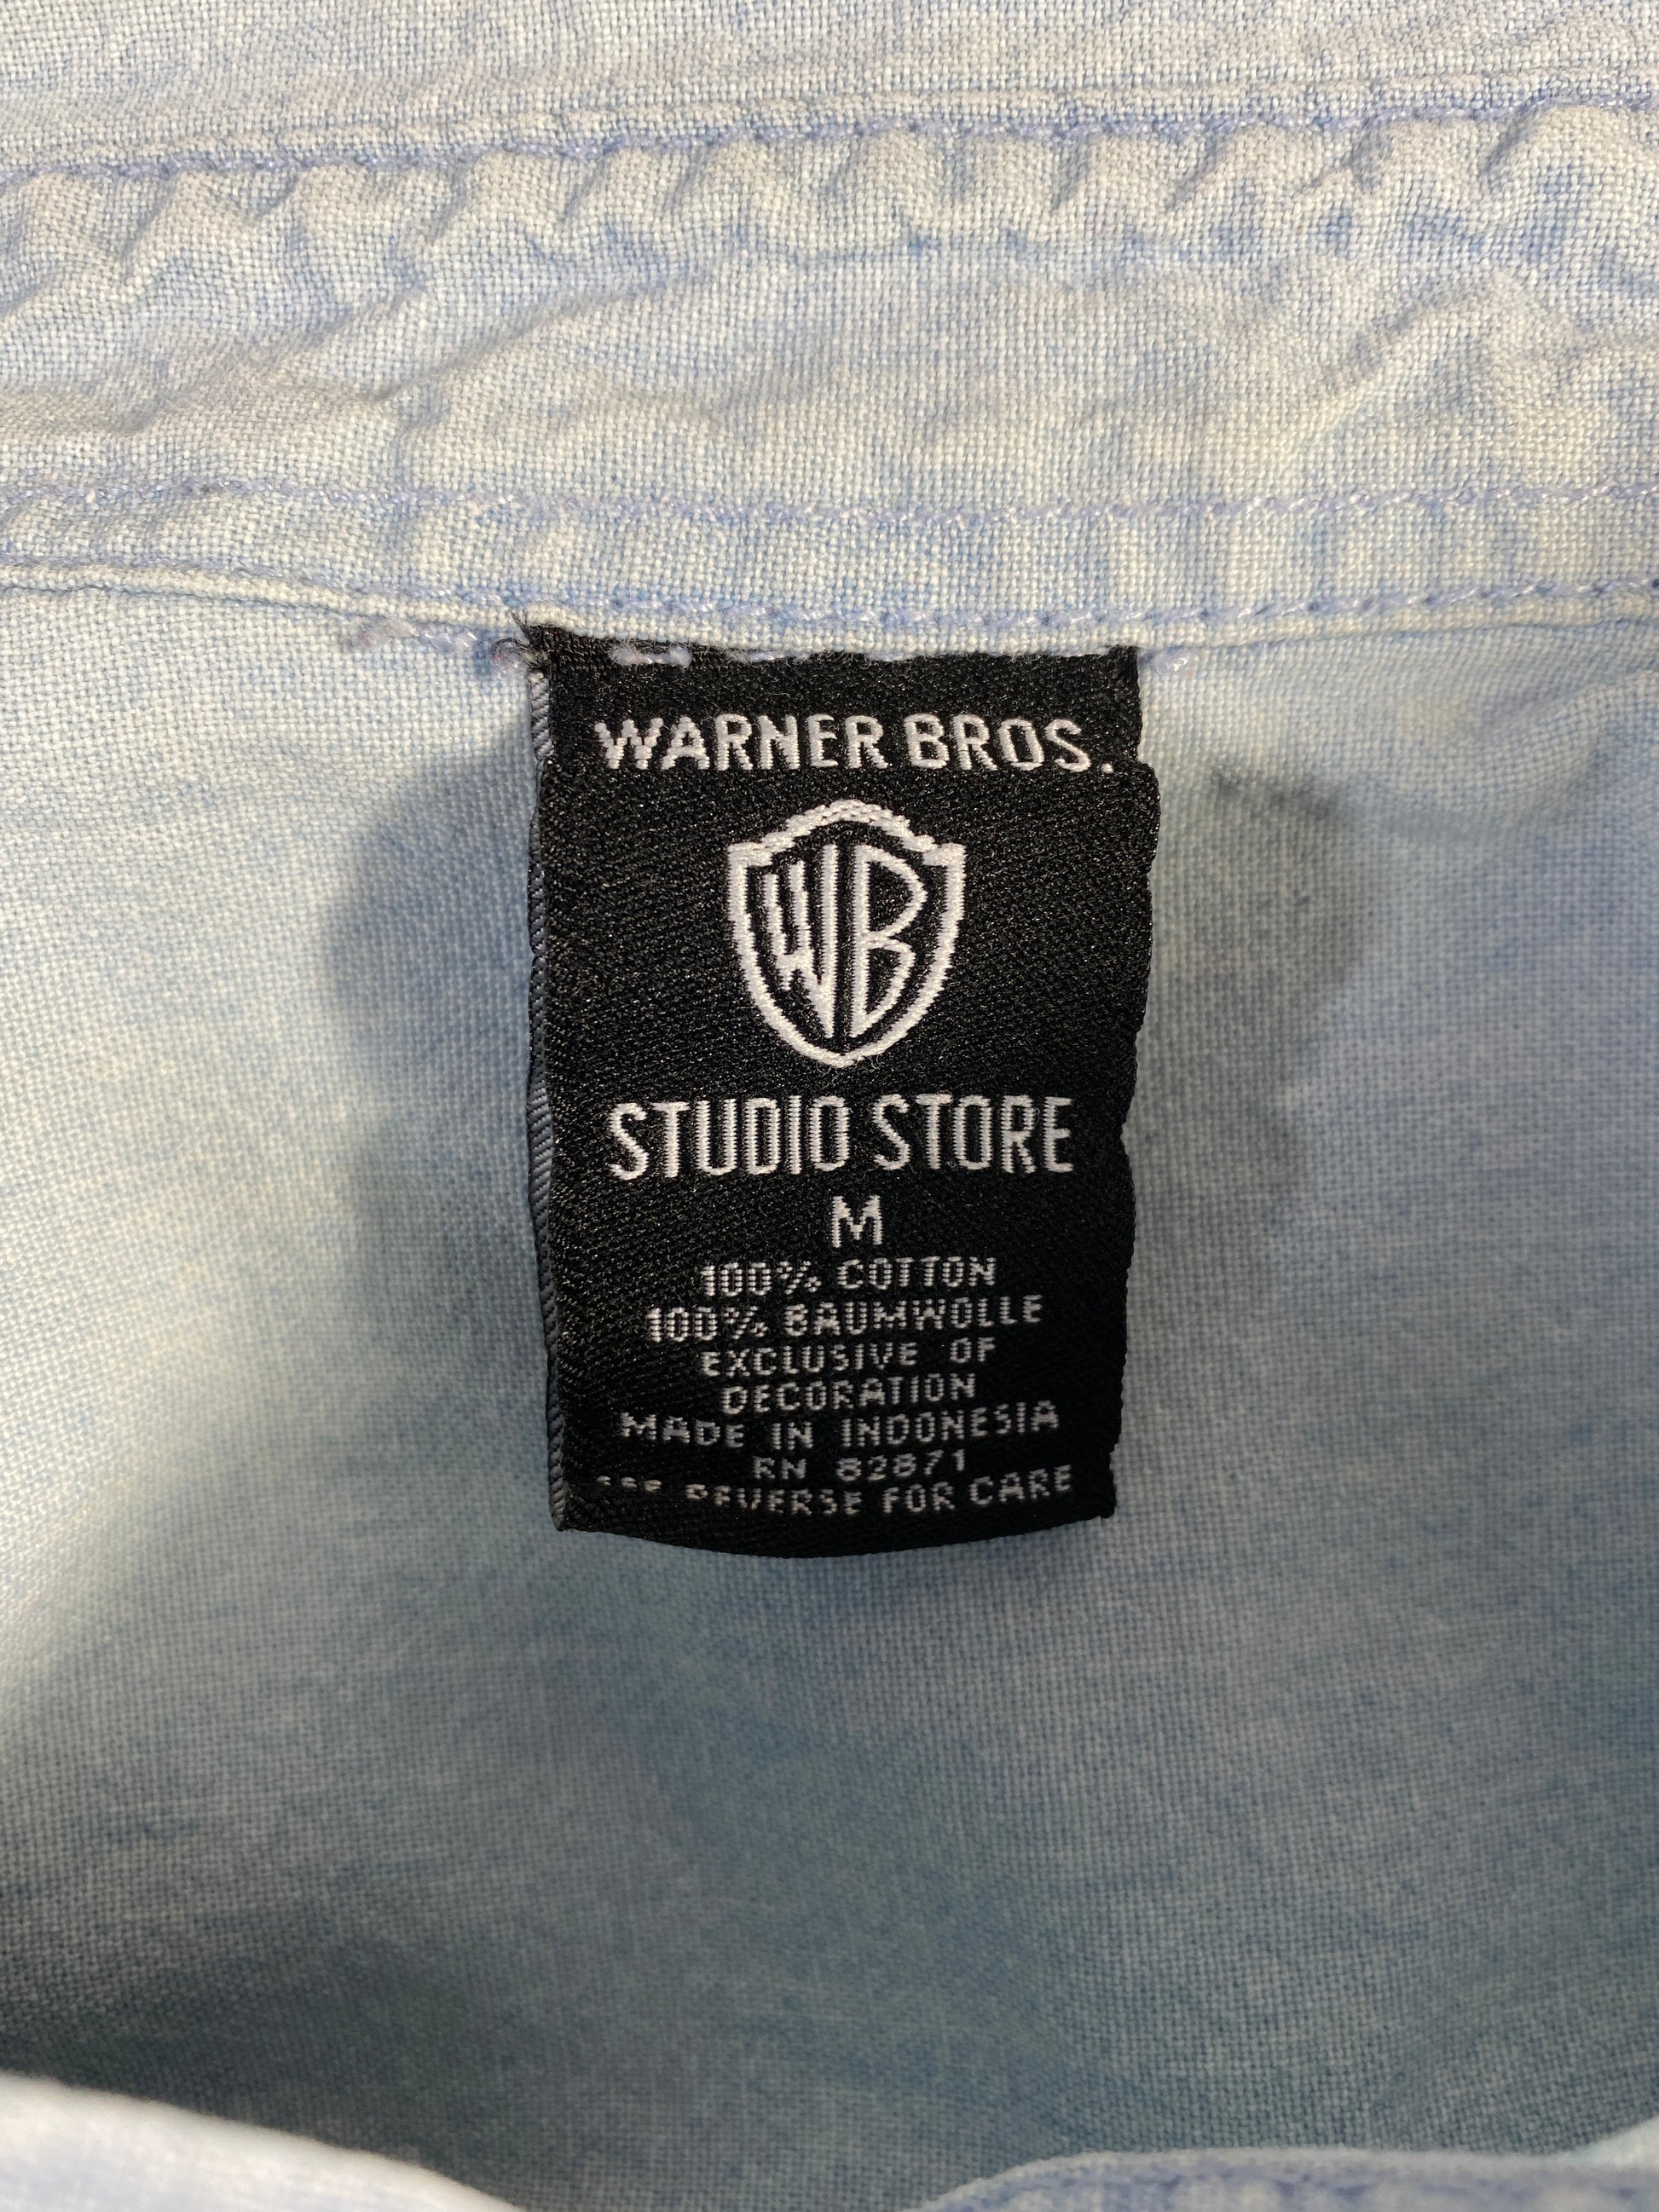 WARNER BROS.
WB
STUDIO STORE
M
100% COTTON
100% BAUMWOLLE
EXCLUSIVE OF
DECORATION
MADE IN INDONESIA
RN 82871
SEE REVERSE FOR CARE